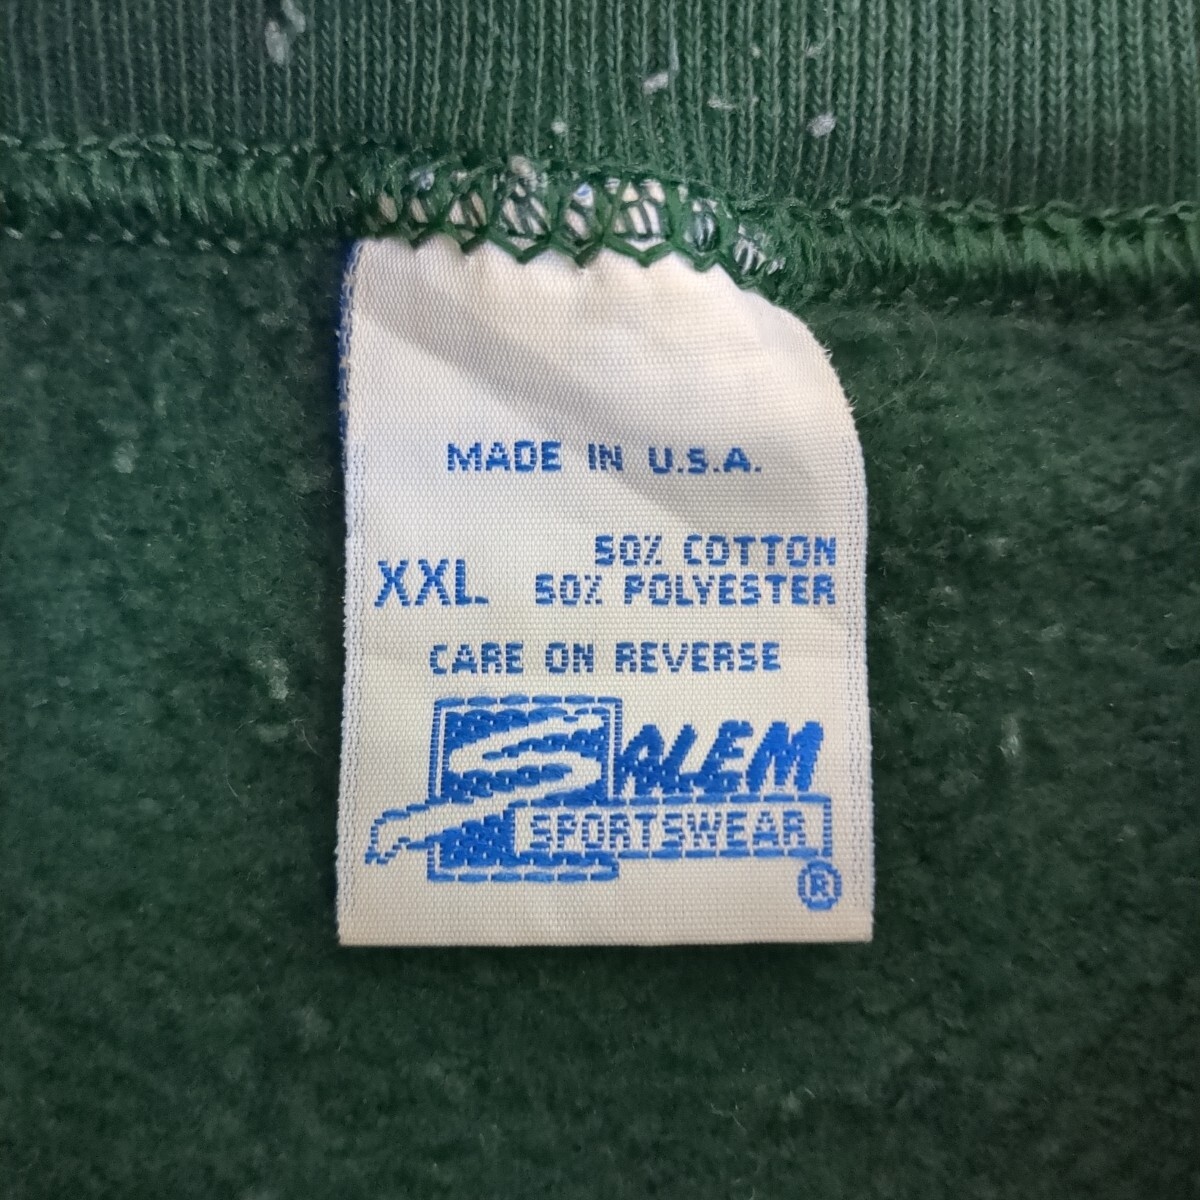 MADE IN U.S.A.
50% COTTON
XXL 50% POLYESTER
CARE ON REVERSE
SALEM
SPORTSWEAR
®